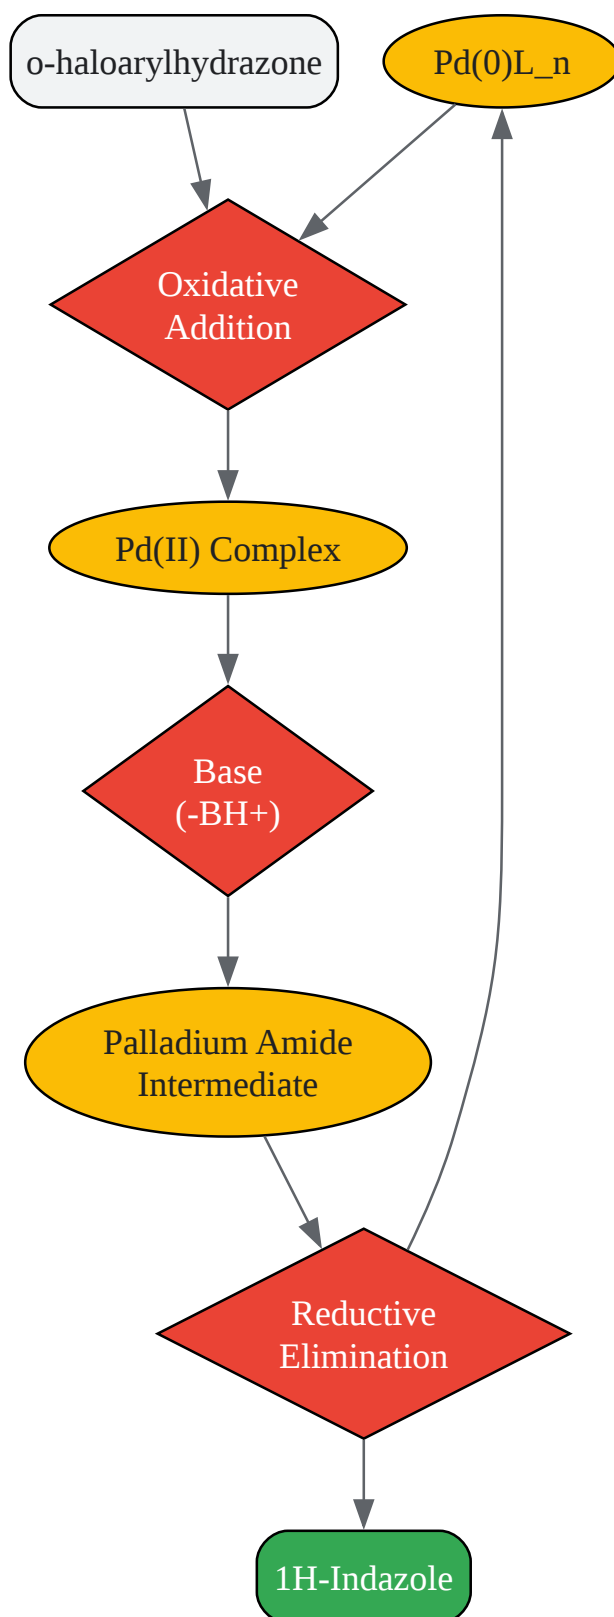 o-haloarylhydrazone
Pd(0)L_n
Oxidative
Addition
Pd(II) Complex
Base
(-BH+)
Palladium Amide
Intermediate
Reductive
Elimination
1H-Indazole